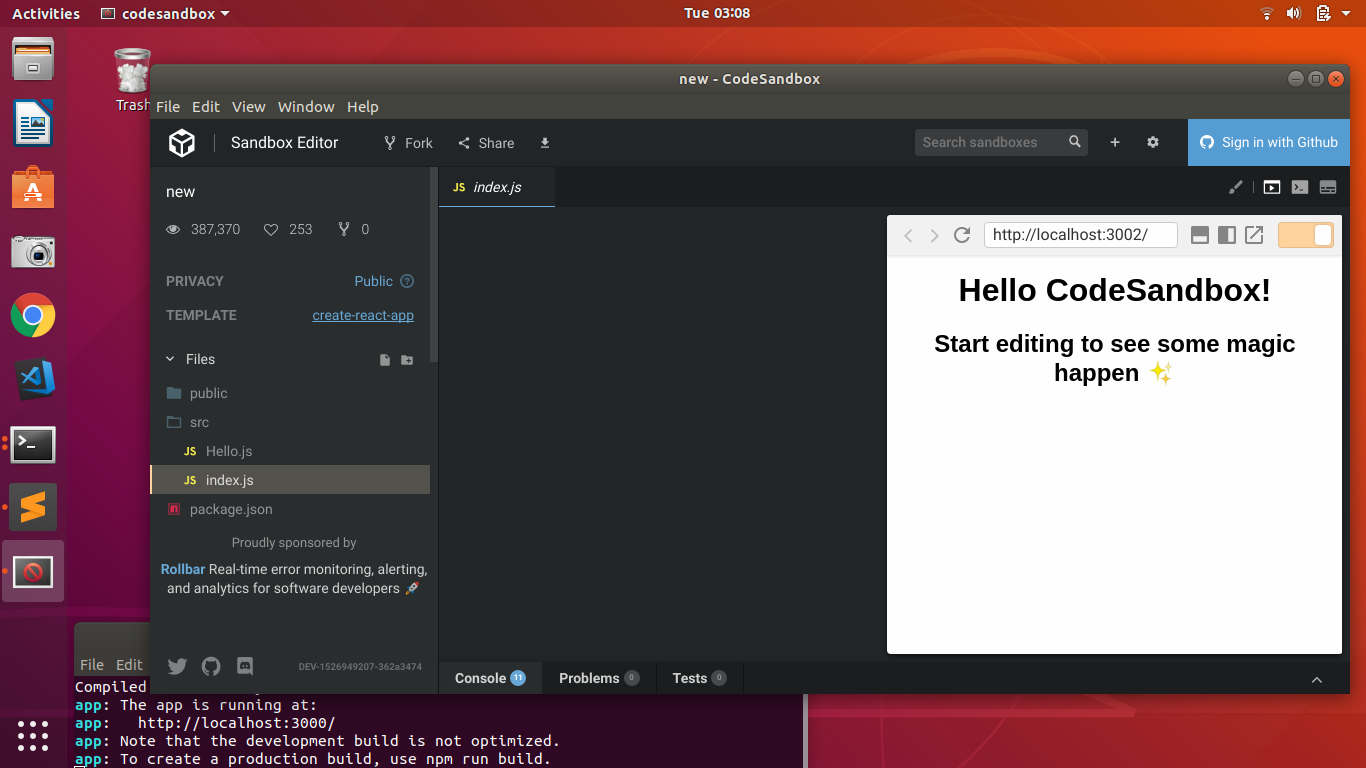 Activities
codesandbox
Tue 03:08
Trash
new - CodeSandbox
File Edit View Window Help
Sandbox Editor
Fork
Share
Search sandboxes
Sign in with Github
new
387,370
253
0
PRIVACY
Public
TEMPLATE
create-react-app
Files
public
src
JS Hello.js
JS index.js
package.json
Proudly sponsored by
Rollbar Real-time error monitoring, alerting,
and analytics for software developers 🚀
DEV-1526949207-362a3474
JS index.js
http://localhost:3002/
Hello CodeSandbox!
Start editing to see some magic
happen ✨
Console 11
Problems 0
Tests 0
File Edit
Compiled
app: The app is running at:
app: http://localhost:3000/
app: Note that the development build is not optimized.
app: To create a production build, use npm run build.